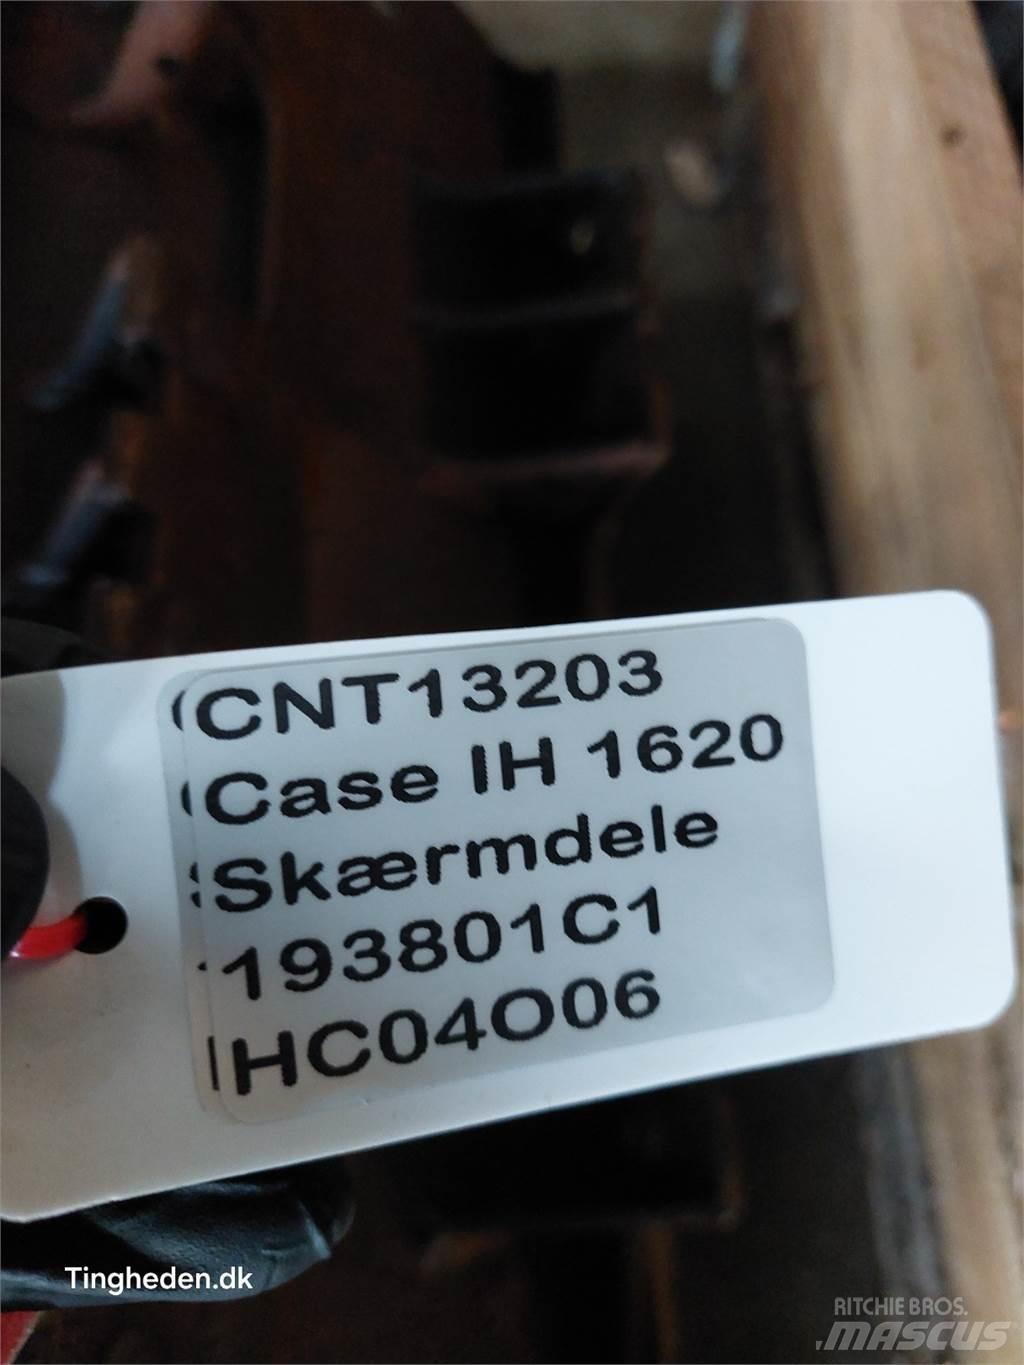 CNT13203
Case IH 1620
Skærmdele
193801C1
HC04O06
Tingheden.dk
RITCHIE BROS.
MASCUS